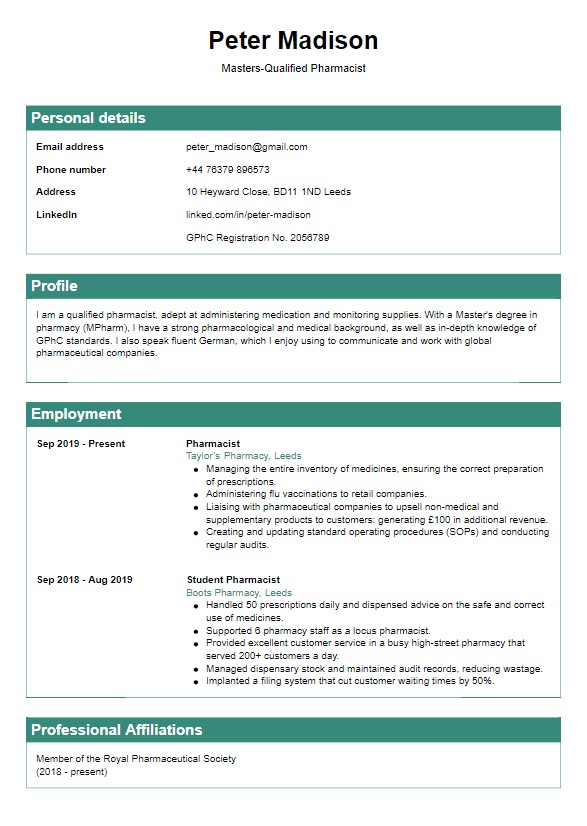 Peter Madison
Masters-Qualified Pharmacist
Personal details
Email address peter_madison@gmail.com
Phone number +44 76379 896573
Address 10 Heyward Close, BD11 1ND Leeds
LinkedIn linked.com/in/peter-madison
GPhC Registration No. 2056789
Profile
I am a qualified pharmacist, adept at administering medication and monitoring supplies. With a Master's degree in
pharmacy (MPharm), I have a strong pharmacological and medical background, as well as in-depth knowledge of
GPhC standards. I also speak fluent German, which I enjoy using to communicate and work with global
pharmaceutical companies.
Employment
Sep 2019 - Present Pharmacist
Taylor's Pharmacy, Leeds
● Managing the entire inventory of medicines, ensuring the correct preparation
of prescriptions.
● Administering flu vaccinations to retail companies.
● Liaising with pharmaceutical companies to upsell non-medical and
supplementary products to customers: generating £100 in additional revenue.
● Creating and updating standard operating procedures (SOPs) and conducting
regular audits.
Sep 2018 - Aug 2019 Student Pharmacist
Boots Pharmacy, Leeds
● Handled 50 prescriptions daily and dispensed advice on the safe and correct
use of medicines.
● Supported 6 pharmacy staff as a locus pharmacist.
● Provided excellent customer service in a busy high-street pharmacy that
served 200+ customers a day.
● Managed dispensary stock and maintained audit records, reducing wastage.
● Implanted a filing system that cut customer waiting times by 50%.
Professional Affiliations
Member of the Royal Pharmaceutical Society
(2018 - present)